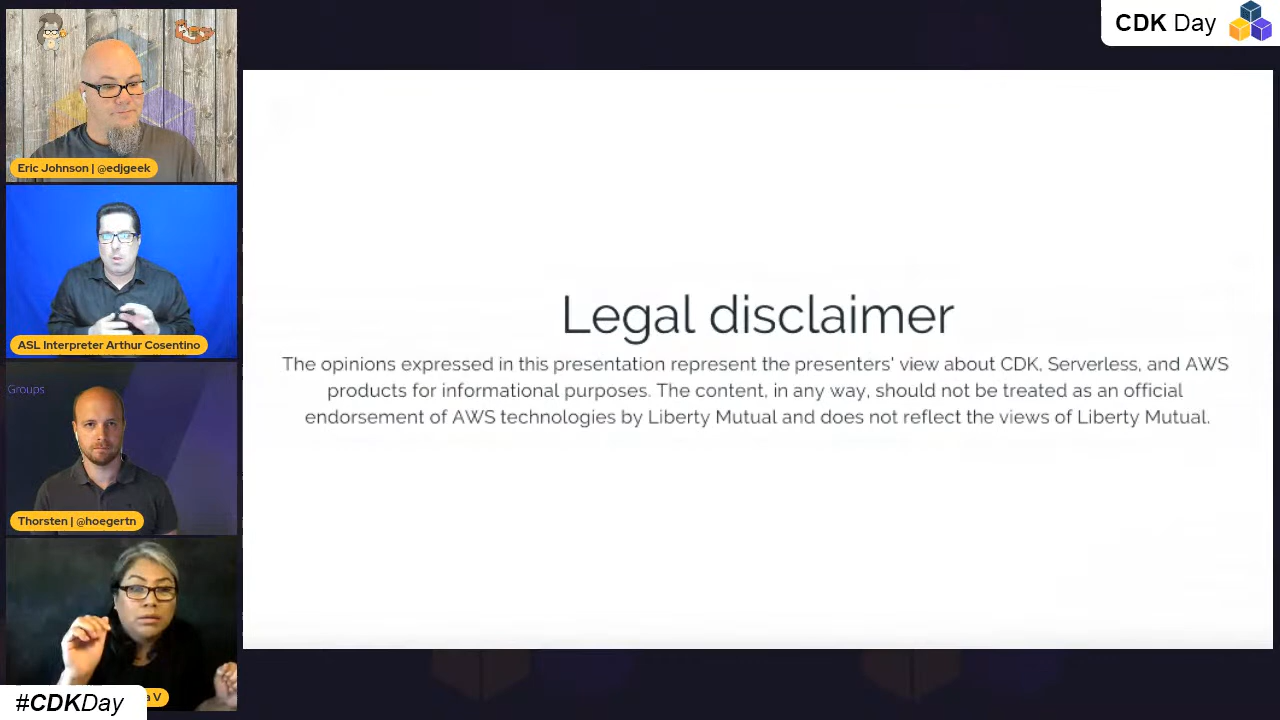 CDK Day
Eric Johnson | @edjgeek
ASL Interpreter Arthur Cosentino
Groups
Thorsten | @hoegertn
a V
#CDKDay
Legal disclaimer
The opinions expressed in this presentation represent the presenters' view about CDK, Serverless, and AWS
products for informational purposes. The content, in any way, should not be treated as an official
endorsement of AWS technologies by Liberty Mutual and does not reflect the views of Liberty Mutual.